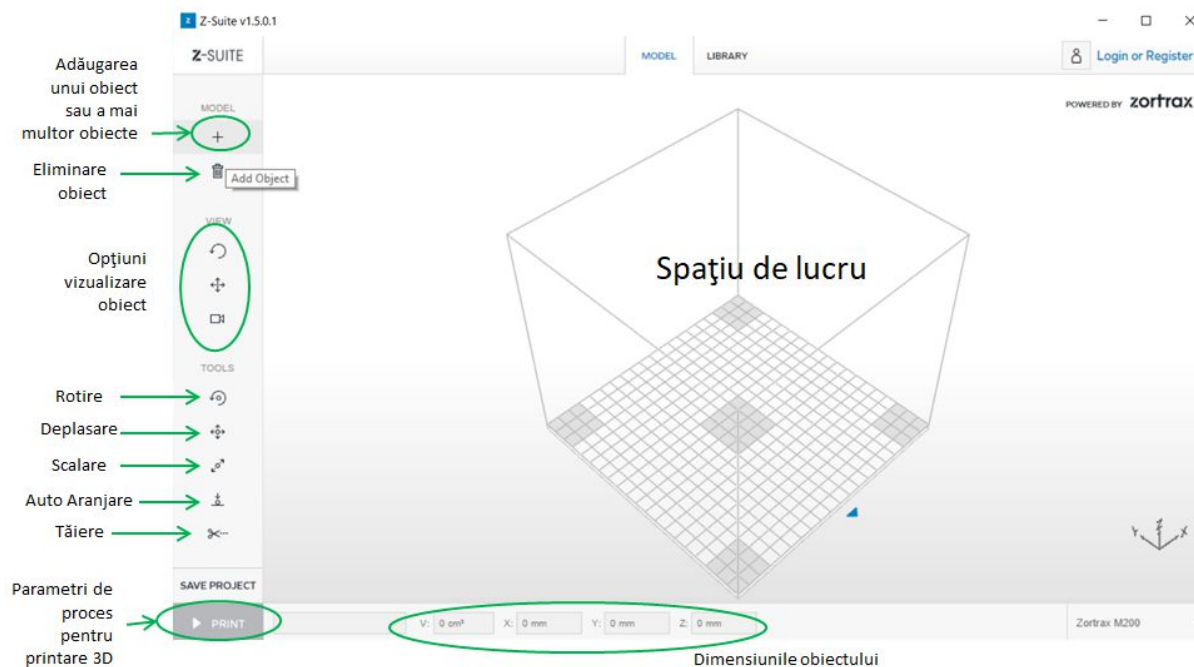 Z-Suite v1.5.0.1
Z-SUITE
MODEL
LIBRARY
Login or Register
POWERED BY zortrax
Adăugarea
unui obiect
sau a mai
multor obiecte
MODEL
Eliminare
obiect
Add Object
VIEW
Opţiuni
vizualizare
obiect
Spaţiu de lucru
TOOLS
Rotire
Deplasare
Scalare
Auto Aranjare
Tăiere
Y Z X
SAVE PROJECT
Parametri de
proces
pentru
printare 3D
PRINT
V: 0 cm³ X: 0 mm Y: 0 mm Z: 0 mm
Zortrax M200
Dimensiunile obiectului